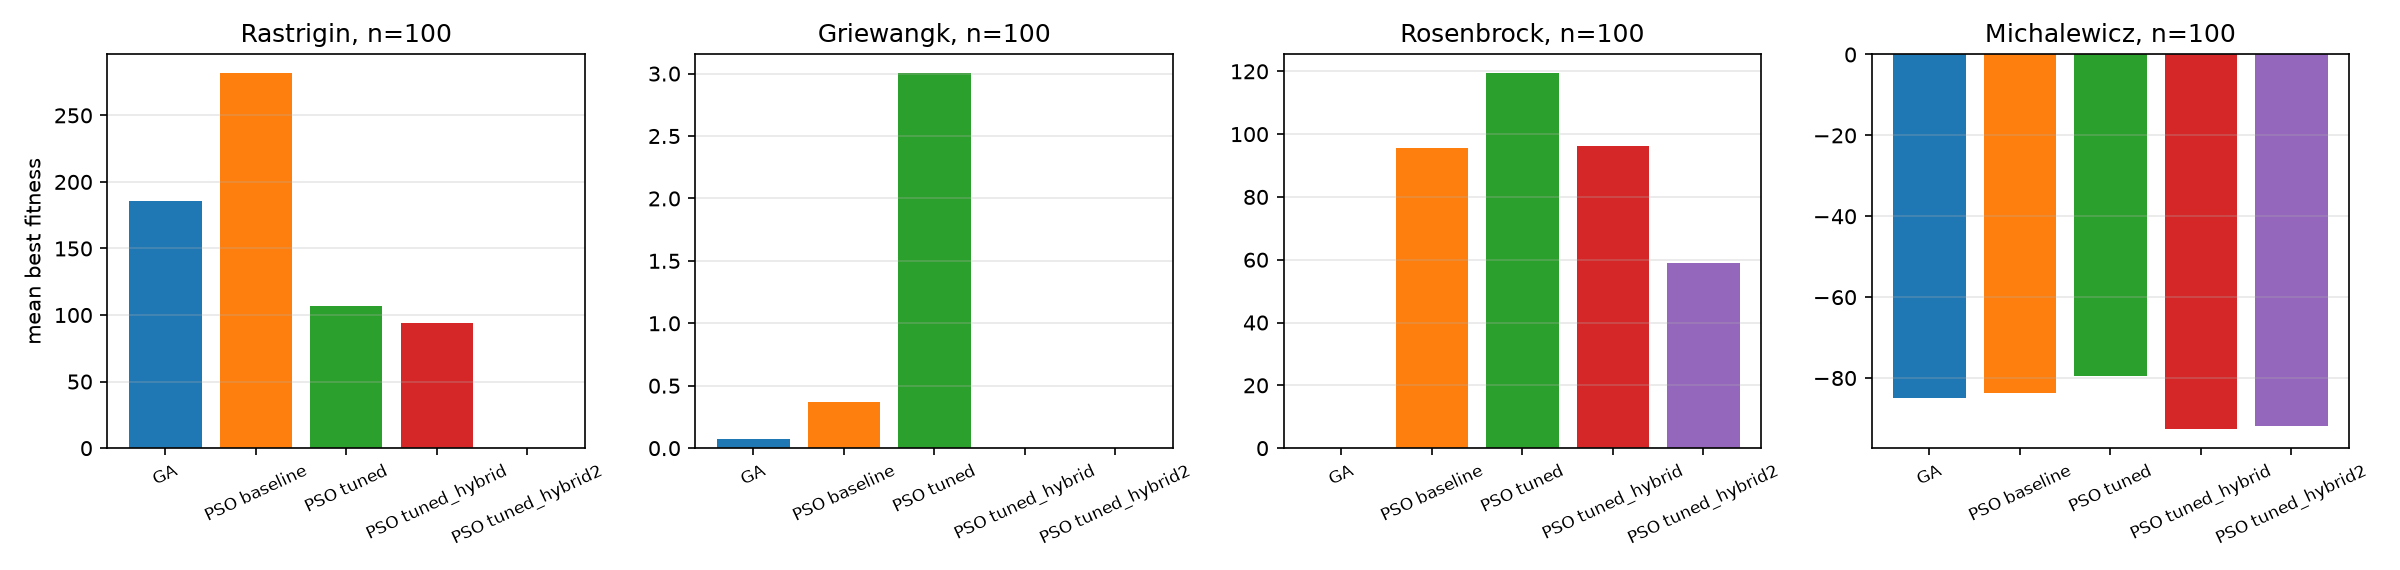 Rastrigin, n=100
mean best fitness
250
200
150
100
50
0
GA
PSO baseline
PSO tuned
PSO tuned_hybrid
PSO tuned_hybrid2
Griewangk, n=100
3.0
2.5
2.0
1.5
1.0
0.5
0.0
GA
PSO baseline
PSO tuned
PSO tuned_hybrid
PSO tuned_hybrid2
Rosenbrock, n=100
120
100
80
60
40
20
0
GA
PSO baseline
PSO tuned
PSO tuned_hybrid
PSO tuned_hybrid2
Michalewicz, n=100
0
−20
−40
−60
−80
GA
PSO baseline
PSO tuned
PSO tuned_hybrid
PSO tuned_hybrid2